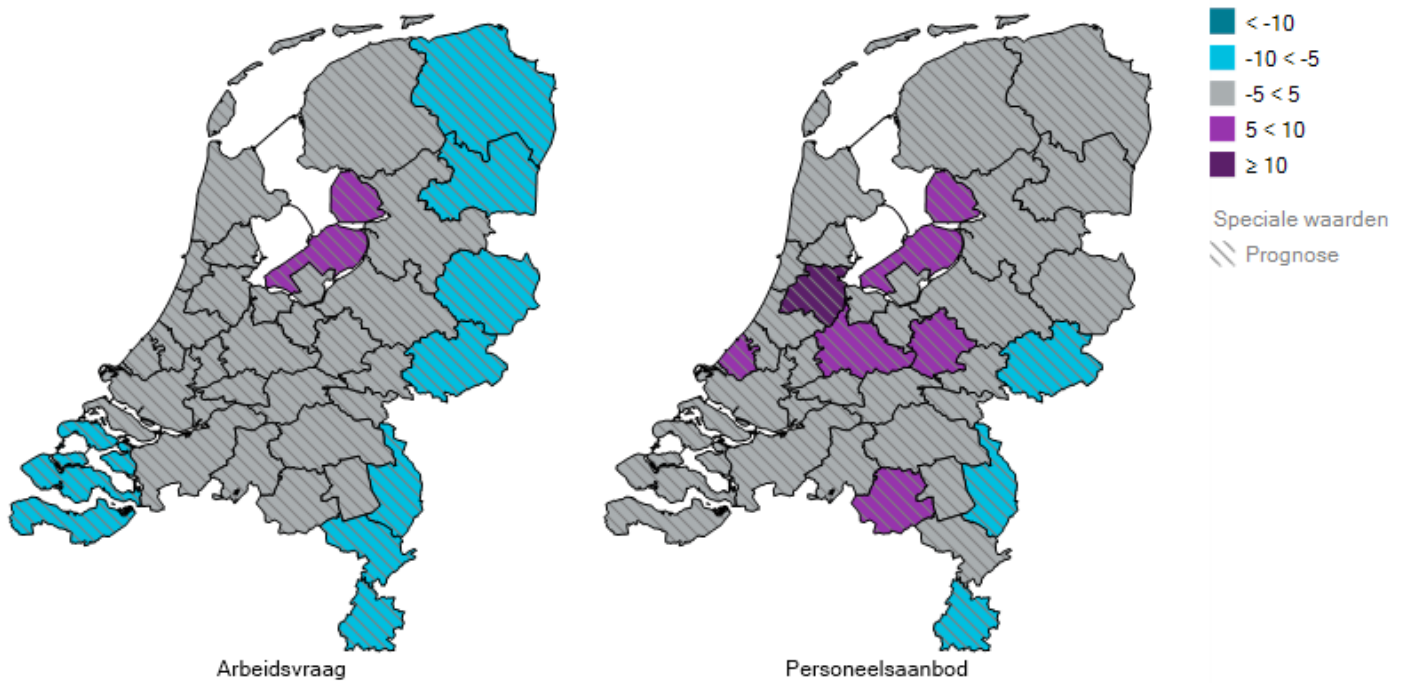 < -10
-10 < -5
-5 < 5
5 < 10
≥ 10
Speciale waarden
Prognose
Arbeidsvraag
Personeelsaanbod